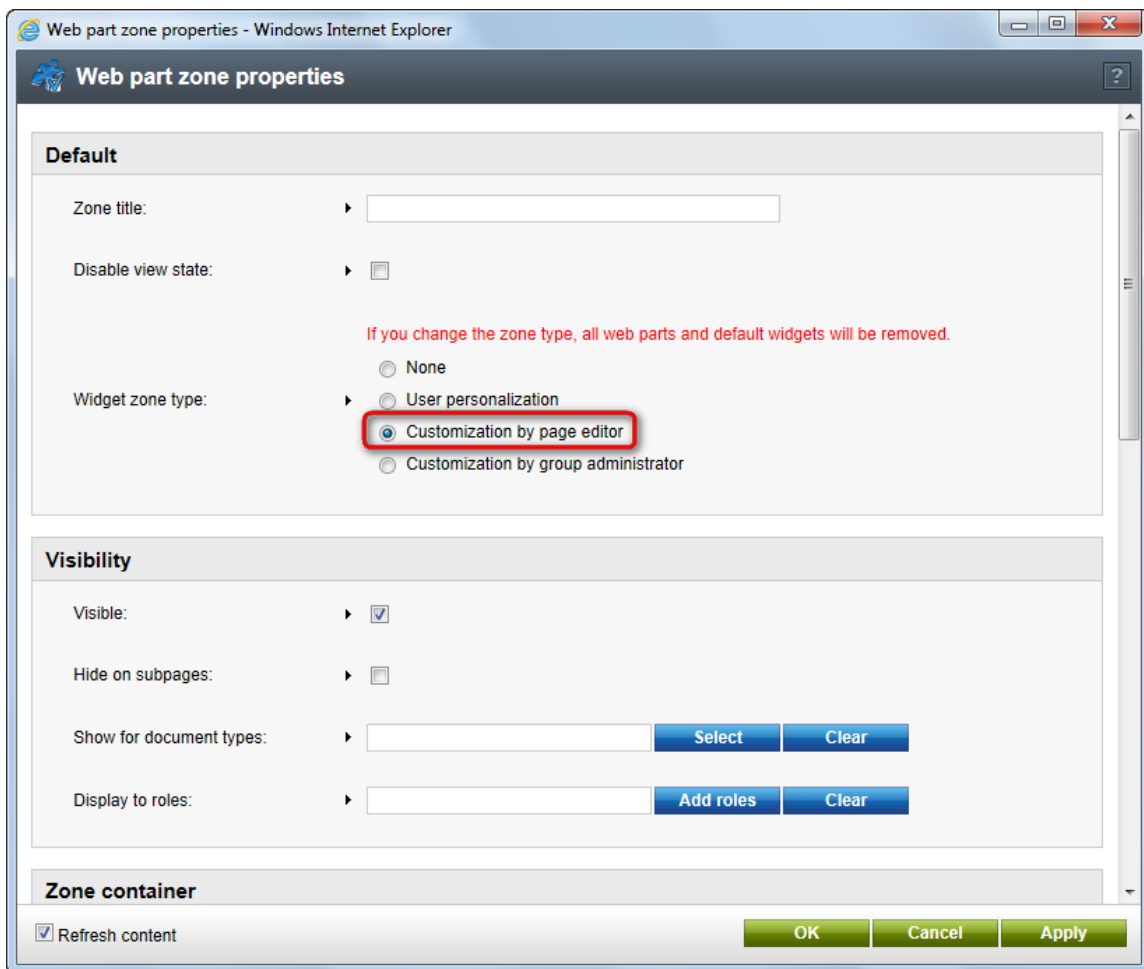 Web part zone properties - Windows Internet Explorer
Web part zone properties
?
Default
Zone title:
Disable view state:
If you change the zone type, all web parts and default widgets will be removed.
None
Widget zone type:
User personalization
Customization by page editor
Customization by group administrator
Visibility
Visible:
Hide on subpages:
Show for document types: Select Clear
Display to roles: Add roles Clear
Zone container
Refresh content OK Cancel Apply